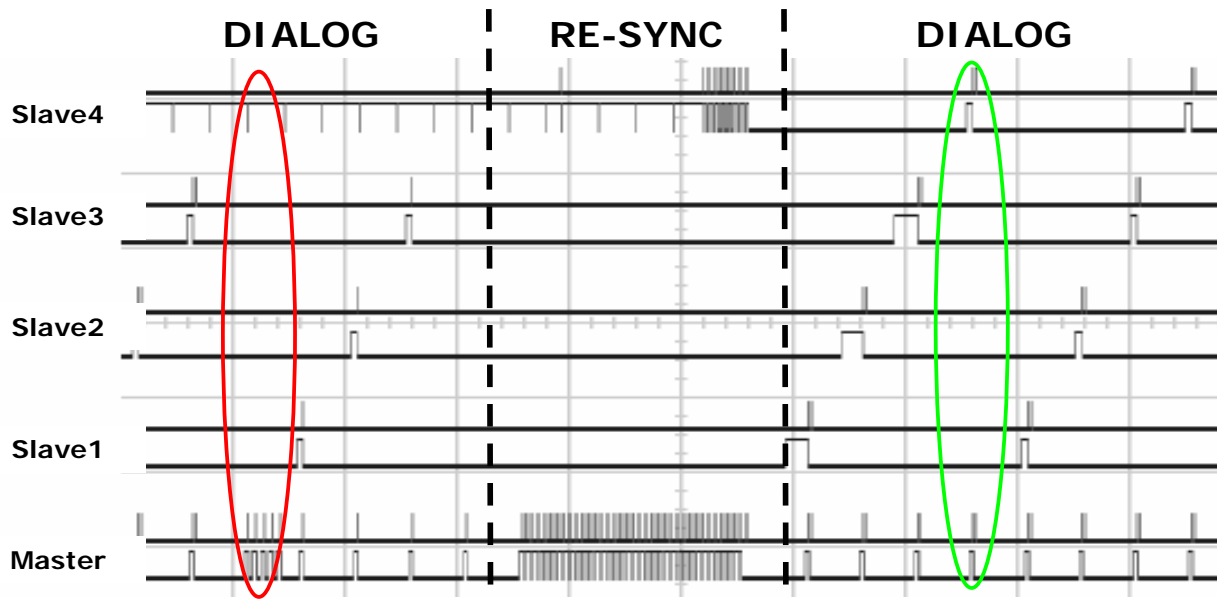 DIALOG RE-SYNC DIALOG
Slave4
Slave3
Slave2
Slave1
Master